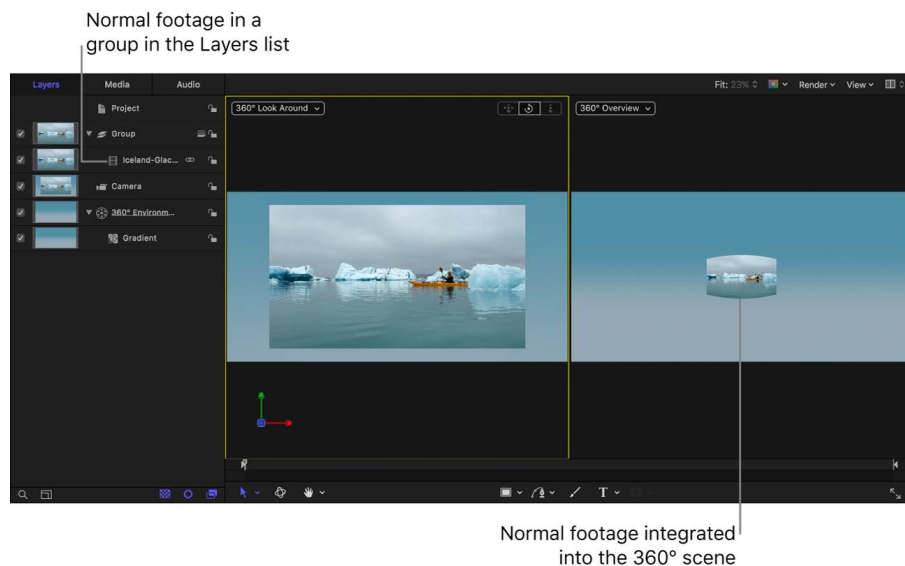 Normal footage in a
group in the Layers list
Layers Media Audio
Fit: 23% Render View
Project
360° Look Around
360° Overview
Group
Iceland-Glac...
Camera
360° Environm...
Gradient
T
Normal footage integrated
into the 360° scene